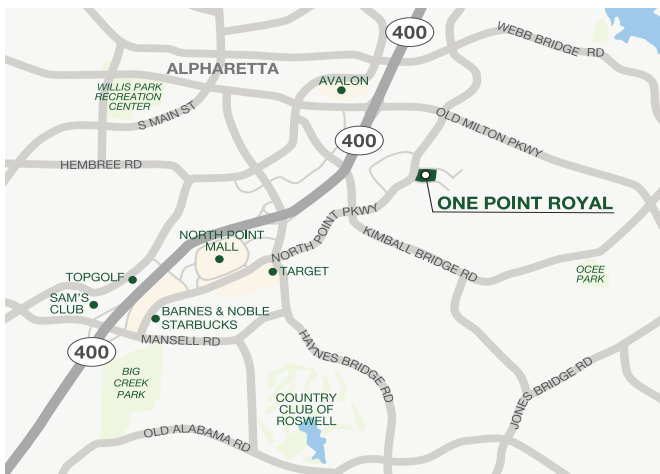 400
WEBB BRIDGE RD
ALPHARETTA
AVALON
WILLIS PARK
RECREATION
CENTER
S MAIN ST
OLD MILTON PKWY
400
HEMBREE RD
ONE POINT ROYAL
NORTH POINT PKWY
NORTH POINT
MALL
KIMBALL BRIDGE RD
TOPGOLF
TARGET
OCEE
PARK
SAM'S
CLUB
BARNES & NOBLE
STARBUCKS
MANSELL RD
400
HAYNES BRIDGE RD
BIG
CREEK
PARK
JONES BRIDGE RD
COUNTRY
CLUB OF
ROSWELL
OLD ALABAMA RD